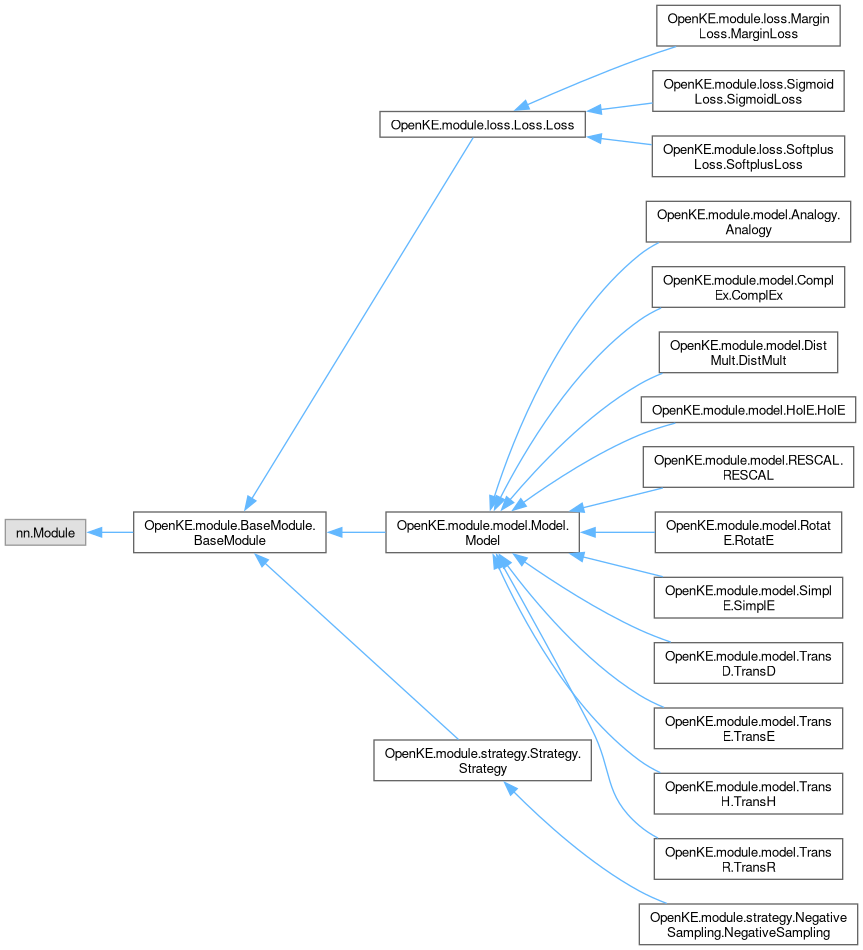 OpenKE.module.loss.Margin
Loss.MarginLoss
OpenKE.module.loss.Sigmoid
Loss.SigmoidLoss
OpenKE.module.loss.Loss.Loss
OpenKE.module.loss.Softplus
Loss.SoftplusLoss
OpenKE.module.model.Analogy.
Analogy
OpenKE.module.model.Compl
Ex.ComplEx
OpenKE.module.model.Dist
Mult.DistMult
OpenKE.module.model.HolE.HolE
OpenKE.module.model.RESCAL.
RESCAL
nn.Module
OpenKE.module.BaseModule.
BaseModule
OpenKE.module.model.Model.
Model
OpenKE.module.model.Rotat
E.RotatE
OpenKE.module.model.Simpl
E.SimplE
OpenKE.module.model.Trans
D.TransD
OpenKE.module.model.Trans
E.TransE
OpenKE.module.strategy.Strategy.
Strategy
OpenKE.module.model.Trans
H.TransH
OpenKE.module.model.Trans
R.TransR
OpenKE.module.strategy.Negative
Sampling.NegativeSampling